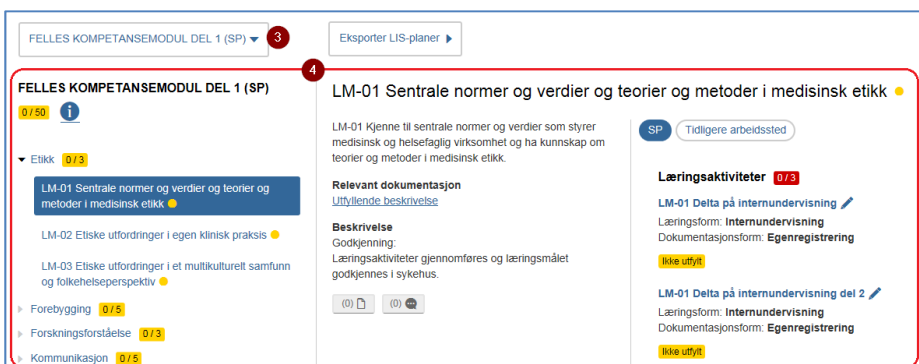 FELLES KOMPETANSEMODUL DEL 1 (SP)
3
Eksporter LIS-planer
4
FELLES KOMPETANSEMODUL DEL 1 (SP)
0 / 50
i
Etikk 0 / 3
LM-01 Sentrale normer og verdier og teorier og
metoder i medisinsk etikk
LM-02 Etiske utfordringer i egen klinisk praksis
LM-03 Etiske utfordringer i et multikulturelt samfunn
og folkehelseperspektiv
Forebygging 0 / 5
Forskningsforståelse 0 / 3
Kommunikasjon 0 / 5
LM-01 Sentrale normer og verdier og teorier og metoder i medisinsk etikk
LM-01 Kjenne til sentrale normer og verdier som styrer
medisinsk og helsefaglig virksomhet og ha kunnskap om
teorier og metoder i medisinsk etikk.
Relevant dokumentasjon
Utfyllende beskrivelse
Beskrivelse
Godkjenning:
Læringsaktiviteter gjennomføres og læringsmålet
godkjennes i sykehus.
(0) (0)
SP Tidligere arbeidssted
Læringsaktiviteter 0 / 3
LM-01 Delta på internundervisning
Læringsform: Internundervisning
Dokumentasjonsform: Egenregistrering
Ikke utfylt
LM-01 Delta på internundervisning del 2
Læringsform: Internundervisning
Dokumentasjonsform: Egenregistrering
Ikke utfylt